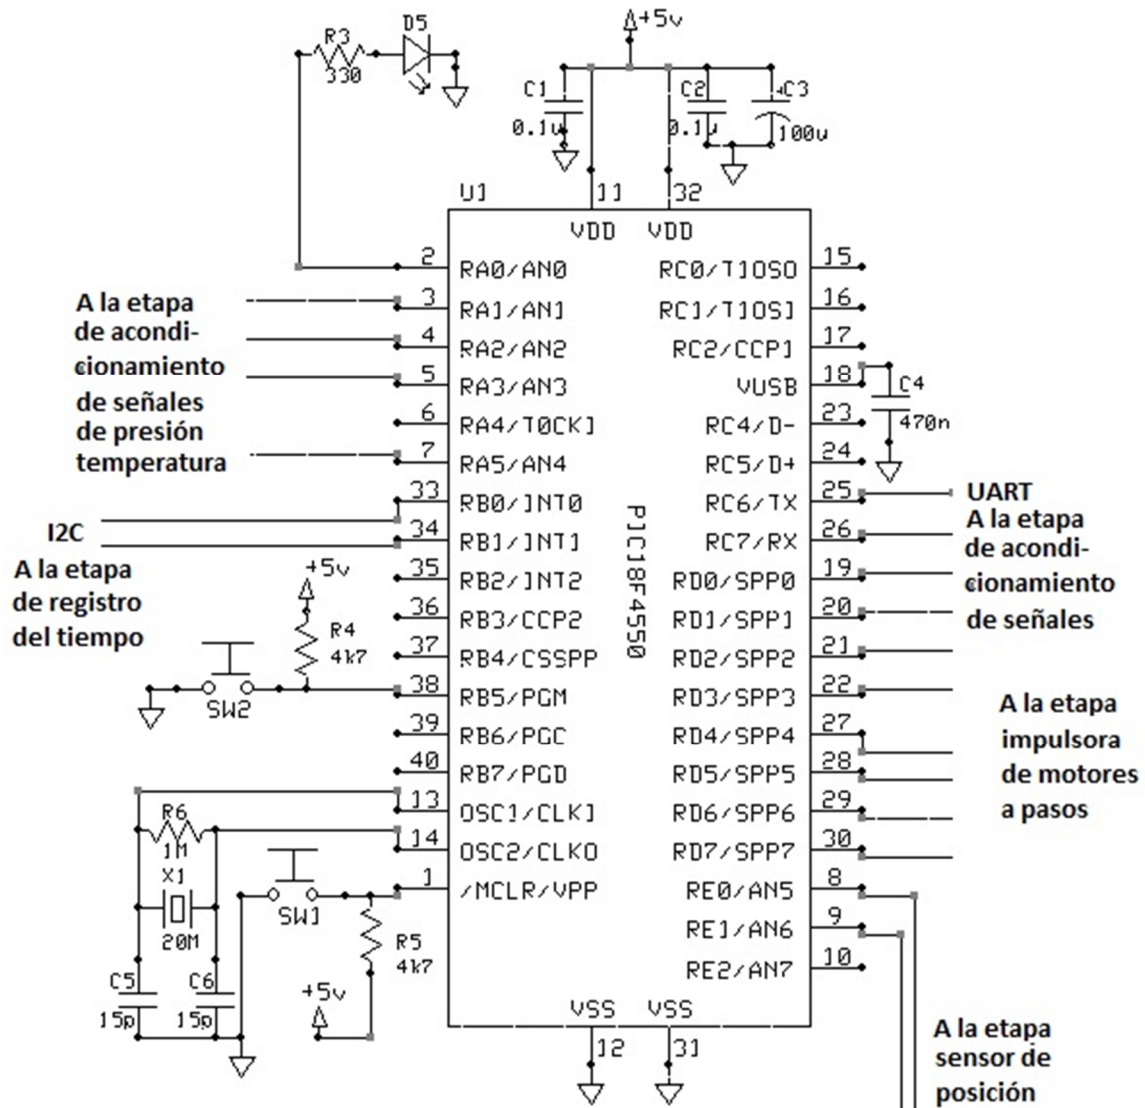 +5v
D5
R3
330
C1
0.1u
C2
0.1u
C3
100u
U1
11
32
VDD
VDD
2
RA0/AN0
3
RA1/AN1
4
RA2/AN2
5
RA3/AN3
6
RA4/T0CKI
7
RA5/AN4
33
RB0/INT0
34
RB1/INT1
35
RB2/INT2
36
RB3/CCP2
37
RB4/CSSPP
38
RB5/PGM
39
RB6/PGC
40
RB7/PGD
13
OSC1/CLKI
14
OSC2/CLKO
1
/MCLR/VPP
PIC18F4550
RC0/T1OSO
15
RC1/T1OSI
16
RC2/CCP1
17
VUSB
18
RC4/D-
23
RC5/D+
24
RC6/TX
25
RC7/RX
26
RD0/SPP0
19
RD1/SPP1
20
RD2/SPP2
21
RD3/SPP3
22
RD4/SPP4
27
RD5/SPP5
28
RD6/SPP6
29
RD7/SPP7
30
RE0/AN5
8
RE1/AN6
9
RE2/AN7
10
VSS
VSS
12
31
A la etapa
de acondi-
cionamiento
de señales
de presión
temperatura
I2C
A la etapa
de registro
del tiempo
+5v
R4
4k7
SW2
R6
1M
X1
20M
C5
15p
C6
15p
SW1
R5
4k7
+5v
C4
470n
UART
A la etapa
de acondi-
cionamiento
de señales
A la etapa
impulsora
de motores
a pasos
A la etapa
sensor de
posición